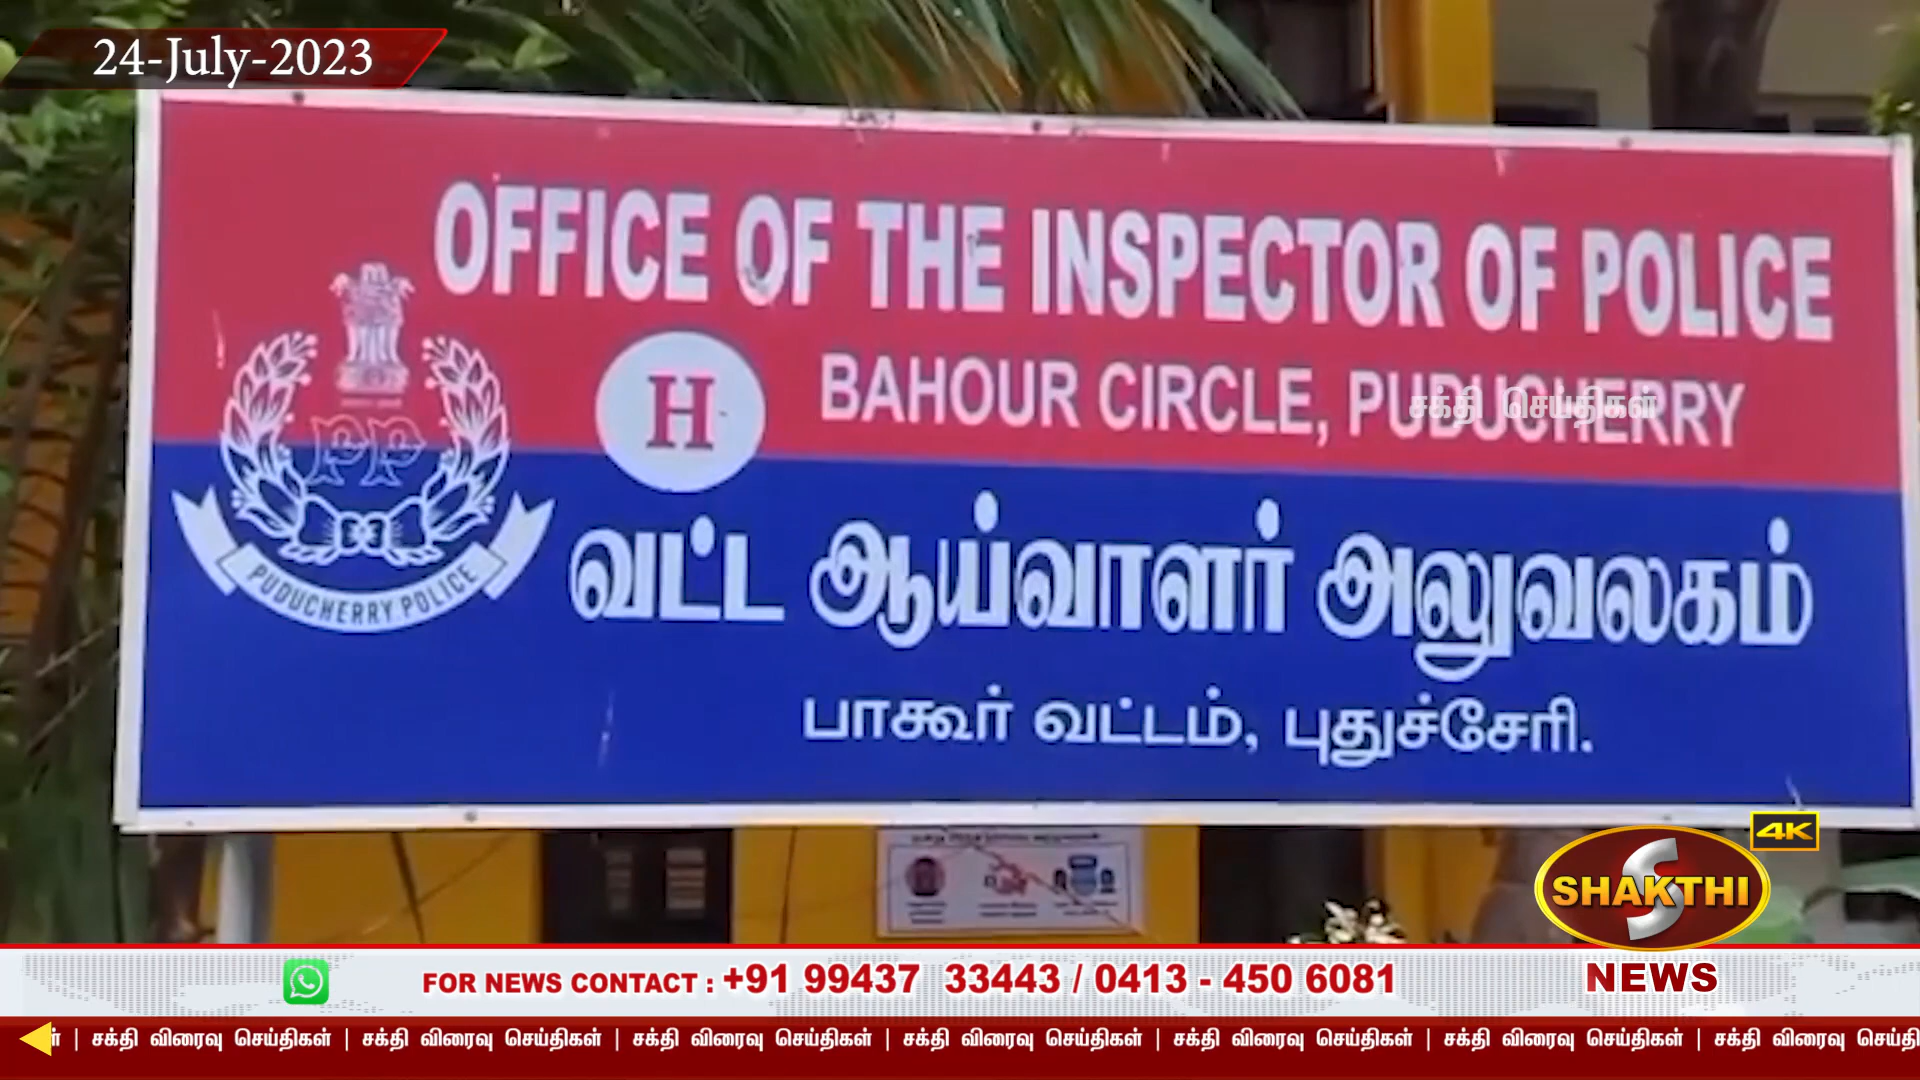 24-July-2023
OFFICE OF THE INSPECTOR OF POLICE
H
BAHOUR CIRCLE, PUDUCHERRY
சக்தி செய்திகள்
PP
PUDUCHERRY.POLICE
வட்ட ஆய்வாளர் அலுவலகம்
பாகூர் வட்டம், புதுச்சேரி.
4K
S
SHAKTHI
NEWS
FOR NEWS CONTACT : +91 99437 33443 / 0413 - 450 6081
| சக்தி விரைவு செய்திகள் | சக்தி விரைவு செய்திகள் | சக்தி விரைவு செய்திகள் | சக்தி விரைவு செய்திகள் | சக்தி விரைவு செய்திகள் | சக்தி விரைவு செய்திகள் | சக்தி விரைவு செய்தி